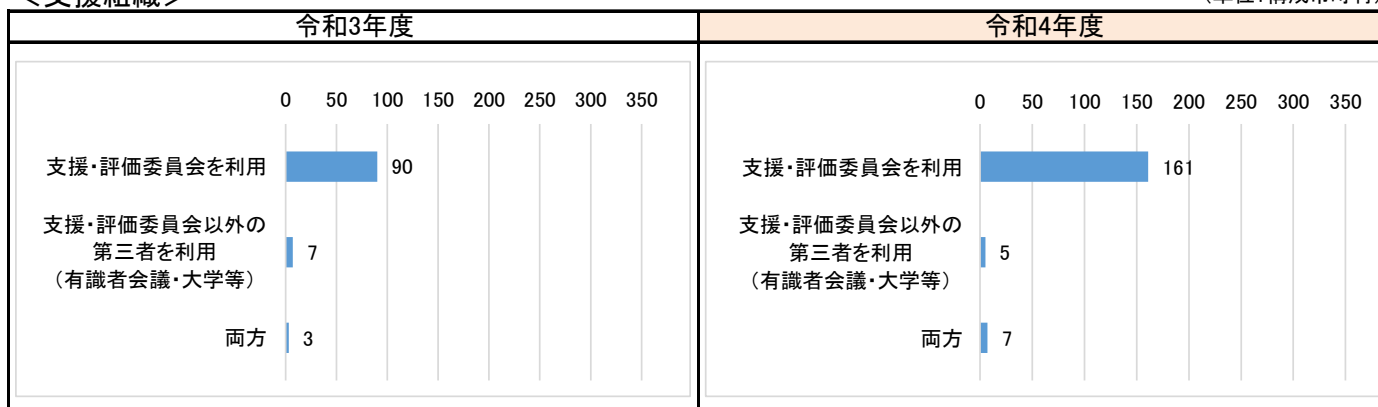 ＜支援組織＞
令和3年度
令和4年度
0 50 100 150 200 250 300 350
支援・評価委員会を利用 90
支援・評価委員会以外の
第三者を利用 7
（有識者会議・大学等）
両方 3
0 50 100 150 200 250 300 350
支援・評価委員会を利用 161
支援・評価委員会以外の
第三者を利用 5
（有識者会議・大学等）
両方 7